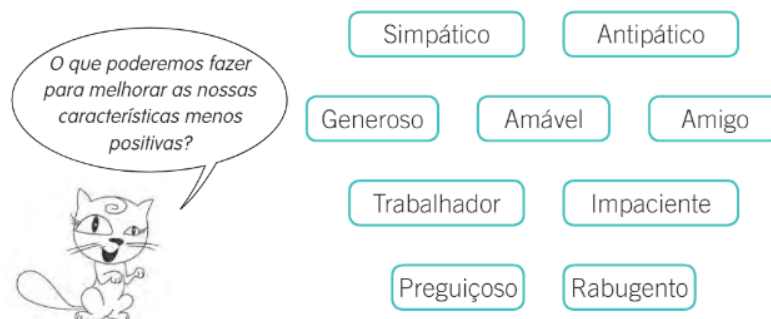 O que poderemos fazer
para melhorar as nossas
características menos
positivas?
Simpático
Antipático
Generoso
Amável
Amigo
Trabalhador
Impaciente
Preguiçoso
Rabugento